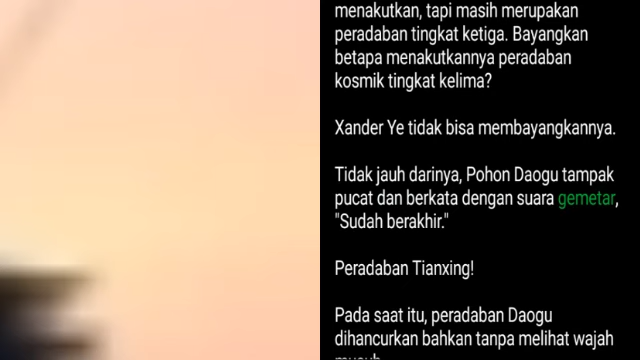 menakutkan, tapi masih merupakan
peradaban tingkat ketiga. Bayangkan
betapa menakutkannya peradaban
kosmik tingkat kelima?
Xander Ye tidak bisa membayangkannya.
Tidak jauh darinya, Pohon Daogu tampak
pucat dan berkata dengan suara gemetar,
"Sudah berakhir."
Peradaban Tianxing!
Pada saat itu, peradaban Daogu
dihancurkan bahkan tanpa melihat wajah